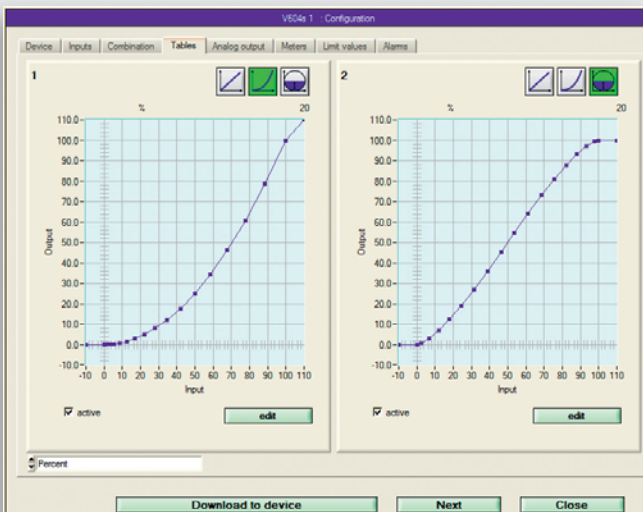 V604s 1 : Configuration
Device Inputs Combination Tables Analog output Meters Limit values Alarms
1
% 20
110.0
100.0
90.0
80.0
70.0
60.0
50.0
40.0
30.0
20.0
10.0
0.0
-10.0
Output
-10 0 10 20 30 40 50 60 70 80 90 100 110
Input
active
edit
2
% 20
110.0
100.0
90.0
80.0
70.0
60.0
50.0
40.0
30.0
20.0
10.0
0.0
-10.0
Output
-10 0 10 20 30 40 50 60 70 80 90 100 110
Input
active
edit
Percent
Download to device Next Close